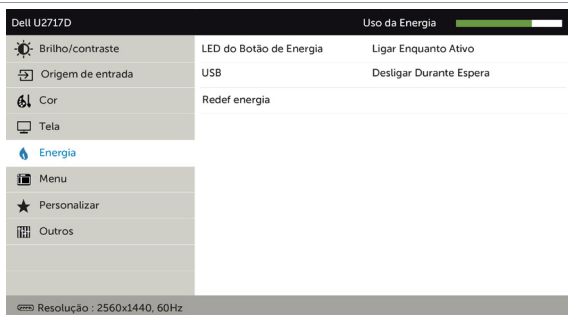 Dell U2717D Uso da Energia
Brilho/contraste LED do Botão de Energia Ligar Enquanto Ativo
Origem de entrada USB Desligar Durante Espera
Cor Redef energia
Tela
Energia
Menu
Personalizar
Outros
Resolução : 2560x1440, 60Hz